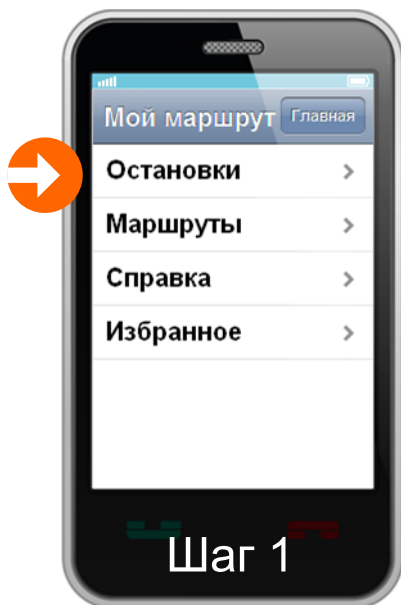 Мой маршрут Главная
Остановки
Маршруты
Справка
Избранное
Шаг 1